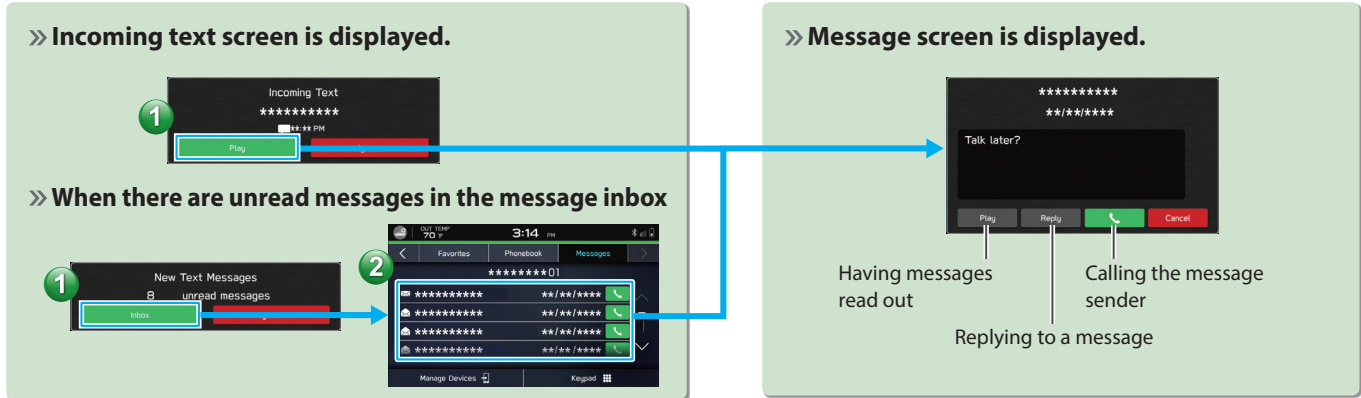 » Incoming text screen is displayed.
1
Incoming Text
**********
**:** PM
Play
» When there are unread messages in the message inbox
1
New Text Messages
8 unread messages
Inbox
2
OUT TEMP
70 °F
3:14 PM
Favorites Phonebook Messages
********01
********** **/**/****
********** **/**/****
********** **/**/****
********** **/**/****
Manage Devices Keypad
» Message screen is displayed.
**********
**/**/****
Talk later?
Play Reply Cancel
Having messages
read out
Calling the message
sender
Replying to a message